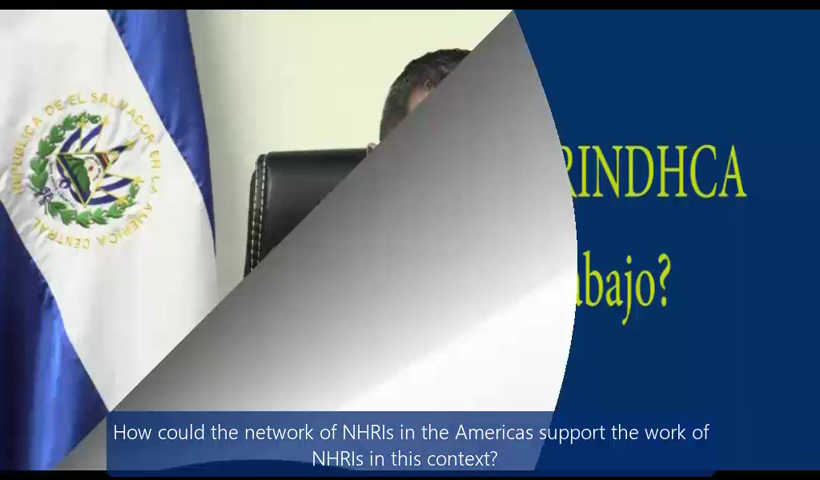 REPÚBLICA DE EL SALVADOR EN LA AMERICA CENTRAL
RINDHCA
abajo?
How could the network of NHRIs in the Americas support the work of
NHRIs in this context?